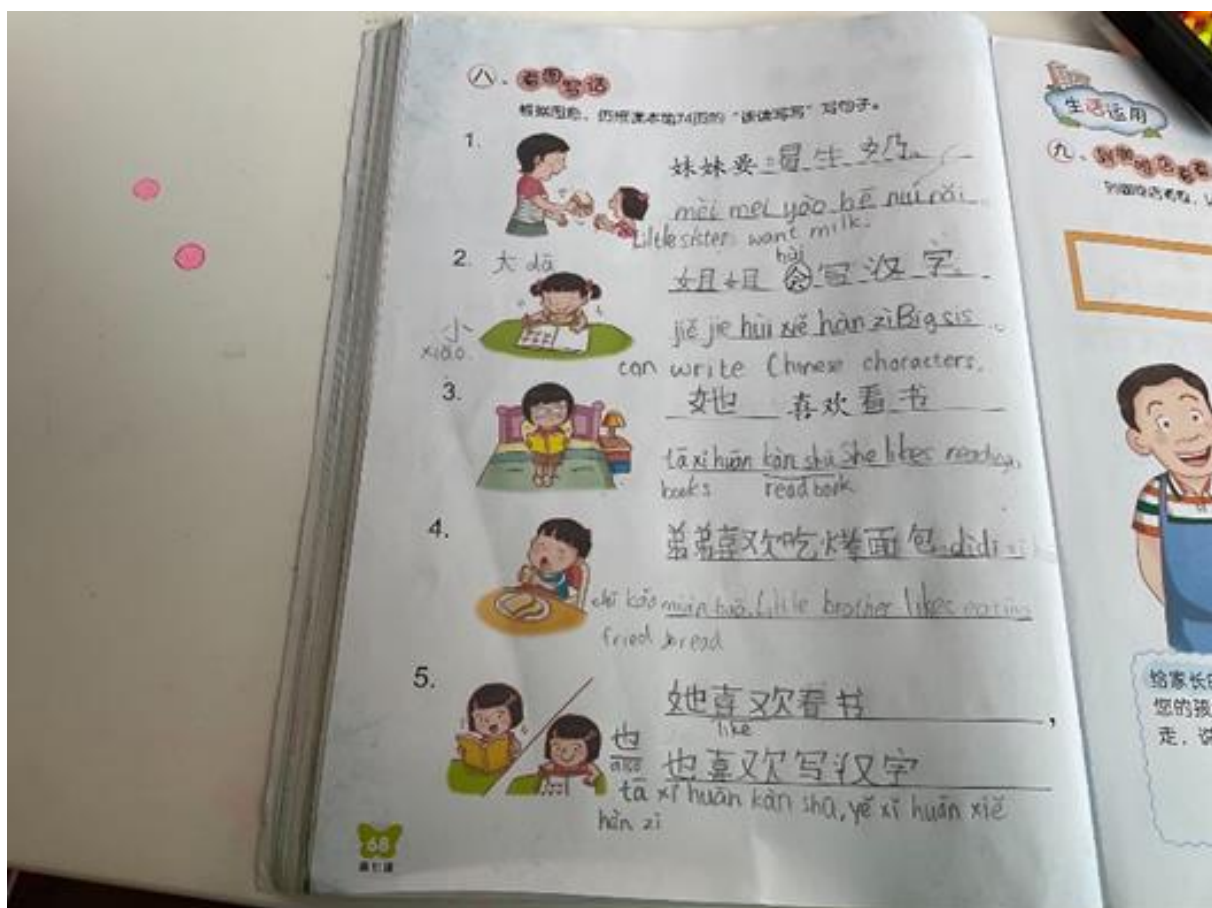 八、看图写话
根据图意，仿照课本第74页的“读读写写”写句子。
1.
妹妹要喝牛奶。
mèi mei yào hē niú nǎi
Little sister want milk.
2. 大 dà
huì
姐姐会写汉字。
小
xiǎo
jiě jie huì xiě hàn zì Big sis
can write Chinese characters.
3.
她喜欢看书
tā xǐ huān kàn shū She likes reading
books read book
4.
弟弟喜欢吃烤面包 dìdi
chī kǎo miàn bāo. Little brother likes eating
fried bread
5.
她喜欢看书，
like
也
also
也喜欢写汉字
tā xǐ huān kàn shū, yě xǐ huān xiě
hàn zì
68
生活运用
九、
给家长
您的孩
走，说